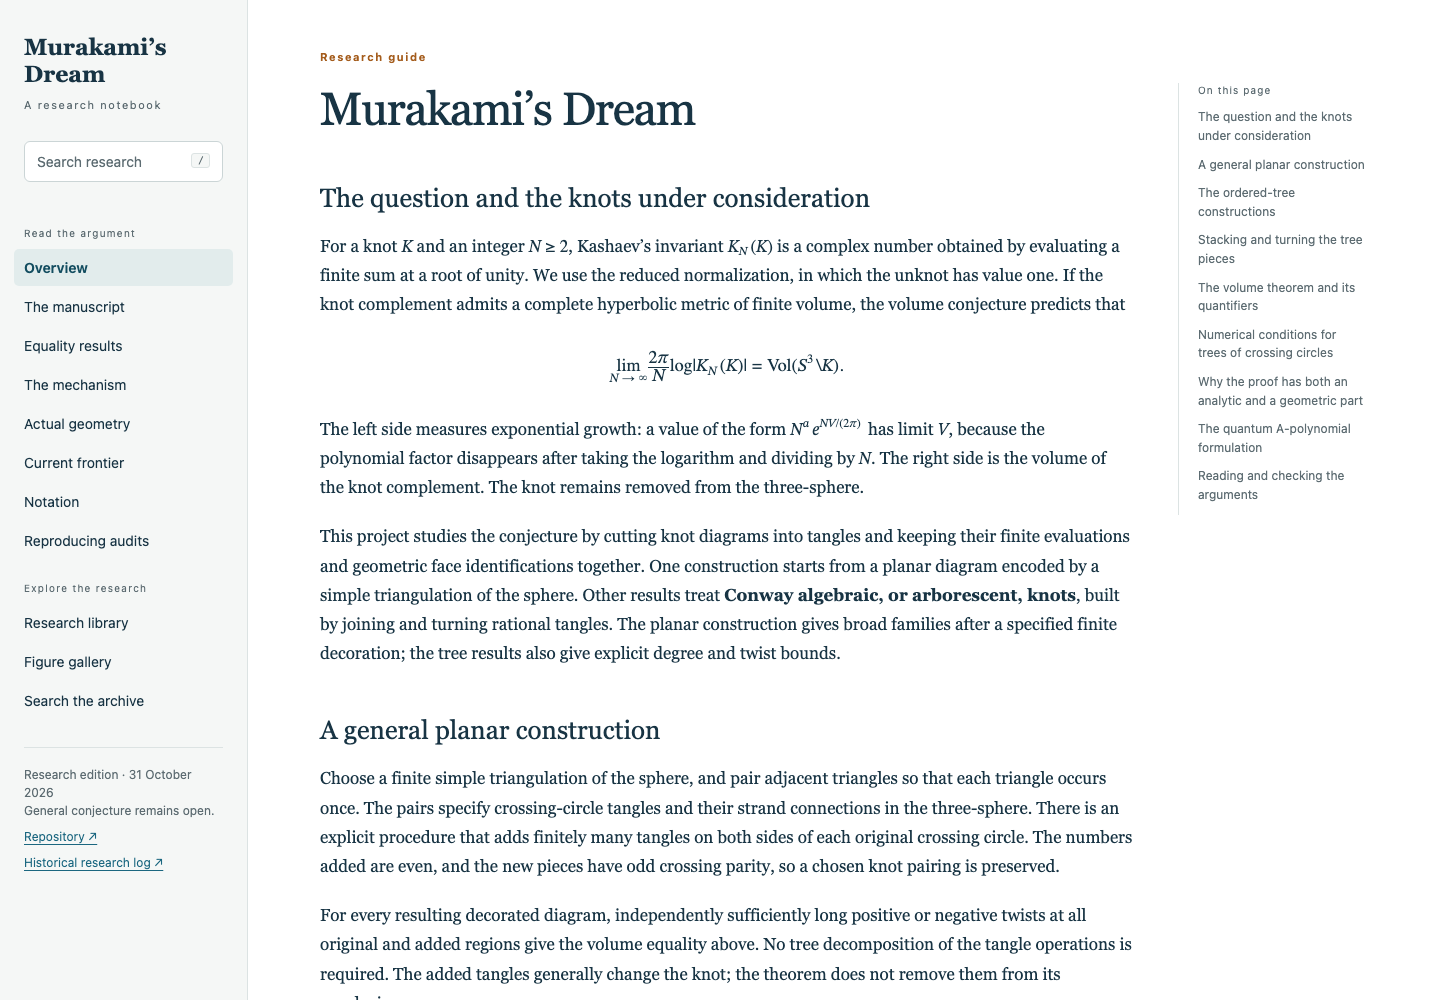 Murakami’s
Dream
A research notebook
Search research
/
Read the argument
Overview
The manuscript
Equality results
The mechanism
Actual geometry
Current frontier
Notation
Reproducing audits
Explore the research
Research library
Figure gallery
Search the archive
Research edition · 31 October
2026
General conjecture remains open.
Repository ↗
Historical research log ↗
Research guide
Murakami’s Dream
The question and the knots under consideration
For a knot K and an integer N ≥ 2, Kashaev’s invariant K_N(K) is a complex number obtained by evaluating a
finite sum at a root of unity. We use the reduced normalization, in which the unknot has value one. If the
knot complement admits a complete hyperbolic metric of finite volume, the volume conjecture predicts that
lim_{N→∞} 2π/N log|K_N(K)| = Vol(S^3\K).
The left side measures exponential growth: a value of the form N^a e^{NV/(2π)} has limit V, because the
polynomial factor disappears after taking the logarithm and dividing by N. The right side is the volume of
the knot complement. The knot remains removed from the three-sphere.
This project studies the conjecture by cutting knot diagrams into tangles and keeping their finite evaluations
and geometric face identifications together. One construction starts from a planar diagram encoded by a
simple triangulation of the sphere. Other results treat Conway algebraic, or arborescent, knots, built
by joining and turning rational tangles. The planar construction gives broad families after a specified finite
decoration; the tree results also give explicit degree and twist bounds.
A general planar construction
Choose a finite simple triangulation of the sphere, and pair adjacent triangles so that each triangle occurs
once. The pairs specify crossing-circle tangles and their strand connections in the three-sphere. There is an
explicit procedure that adds finitely many tangles on both sides of each original crossing circle. The numbers
added are even, and the new pieces have odd crossing parity, so a chosen knot pairing is preserved.
For every resulting decorated diagram, independently sufficiently long positive or negative twists at all
original and added regions give the volume equality above. No tree decomposition of the tangle operations is
required. The added tangles generally change the knot; the theorem does not remove them from its
On this page
The question and the knots
under consideration
A general planar construction
The ordered-tree
constructions
Stacking and turning the tree
pieces
The volume theorem and its
quantifiers
Numerical conditions for
trees of crossing circles
Why the proof has both an
analytic and a geometric part
The quantum A-polynomial
formulation
Reading and checking the
arguments